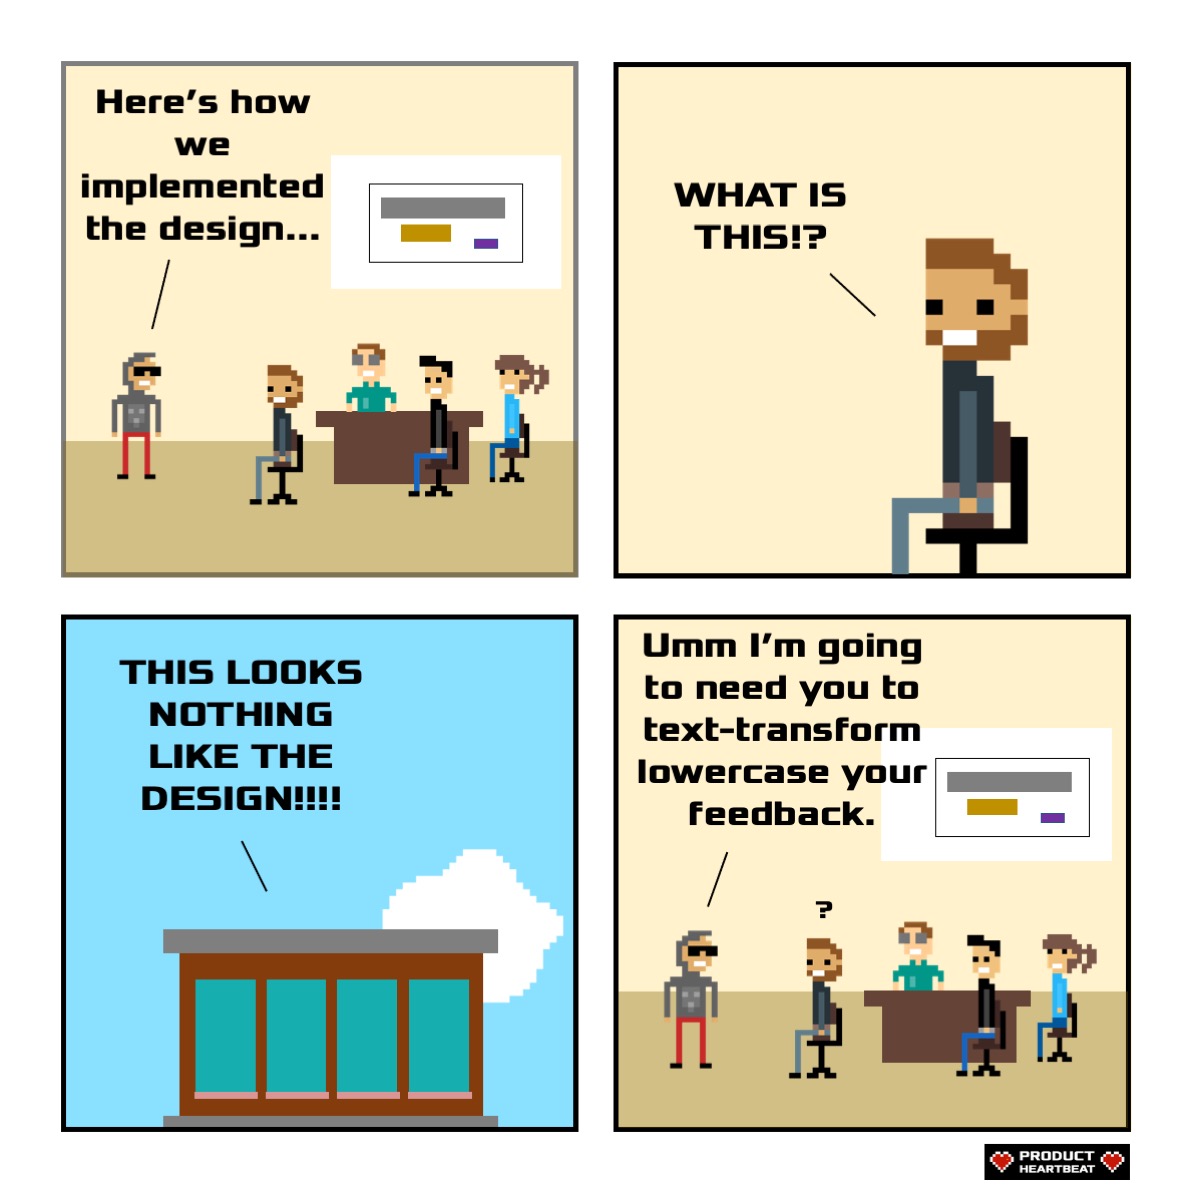 Here's how
we
implemented
the design...
WHAT IS
THIS!?
THIS LOOKS
NOTHING
LIKE THE
DESIGN!!!!
Umm I'm going
to need you to
text-transform
lowercase your
feedback.
?
PRODUCT
HEARTBEAT